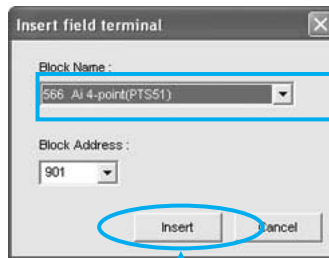 Insert field terminal
Block Name :
566 Ai 4-point(PTS51)
Block Address :
901
Insert Cancel